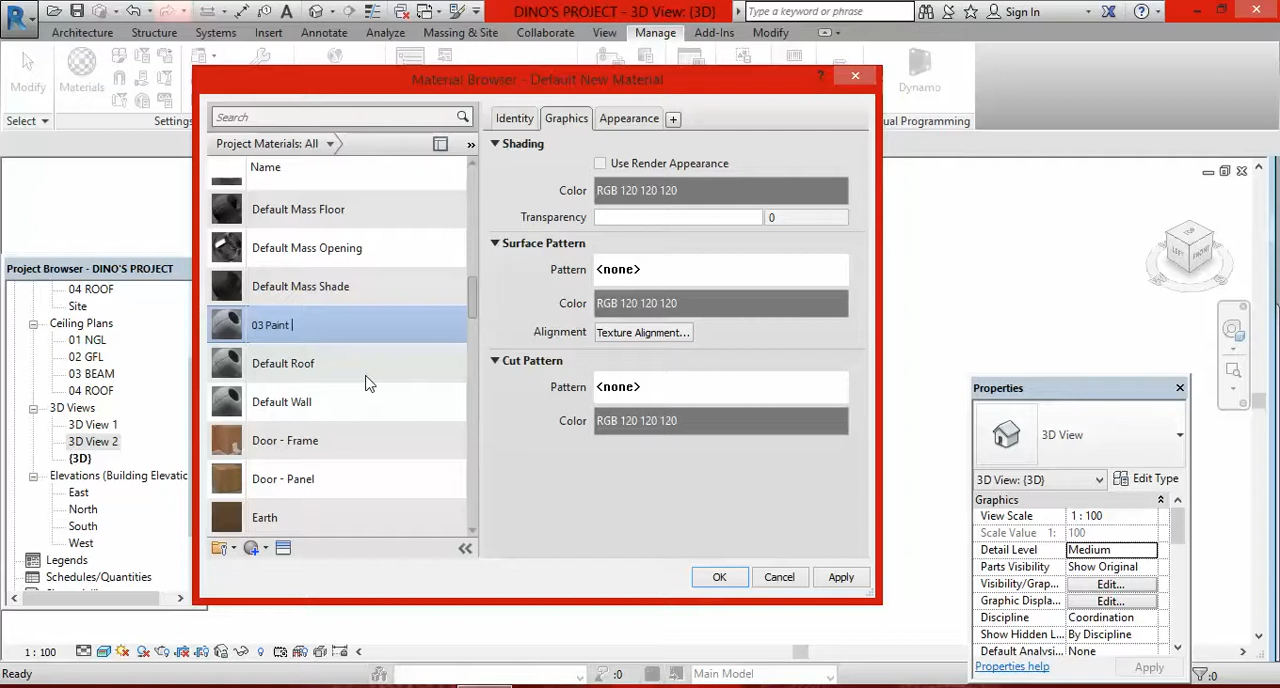 DINO'S PROJECT - 3D View: {3D}
Type a keyword or phrase
Sign In
Architecture Structure Systems Insert Annotate Analyze Massing & Site Collaborate View Manage Add-Ins Modify
Modify
Materials
Dynamo
Select
Settings
ual Programming
Material Browser - Default New Material
Search
Project Materials: All
Name
Default Mass Floor
Default Mass Opening
Default Mass Shade
03 Paint
Default Roof
Default Wall
Door - Frame
Door - Panel
Earth
Identity Graphics Appearance
Shading
Use Render Appearance
Color RGB 120 120 120
Transparency 0
Surface Pattern
Pattern <none>
Color RGB 120 120 120
Alignment Texture Alignment...
Cut Pattern
Pattern <none>
Color RGB 120 120 120
OK Cancel Apply
Project Browser - DINO'S PROJECT
04 ROOF
Site
Ceiling Plans
01 NGL
02 GFL
03 BEAM
04 ROOF
3D Views
3D View 1
3D View 2
{3D}
Elevations (Building Elevatic
East
North
South
West
Legends
Schedules/Quantities
TOP
LEFT
FRONT
Properties
3D View
3D View: {3D} Edit Type
Graphics
View Scale 1 : 100
Scale Value 1: 100
Detail Level Medium
Parts Visibility Show Original
Visibility/Grap... Edit...
Graphic Displa... Edit...
Discipline Coordination
Show Hidden L... By Discipline
Default Analysi... None
Properties help Apply
1 : 100
Ready
:0
Main Model
:0